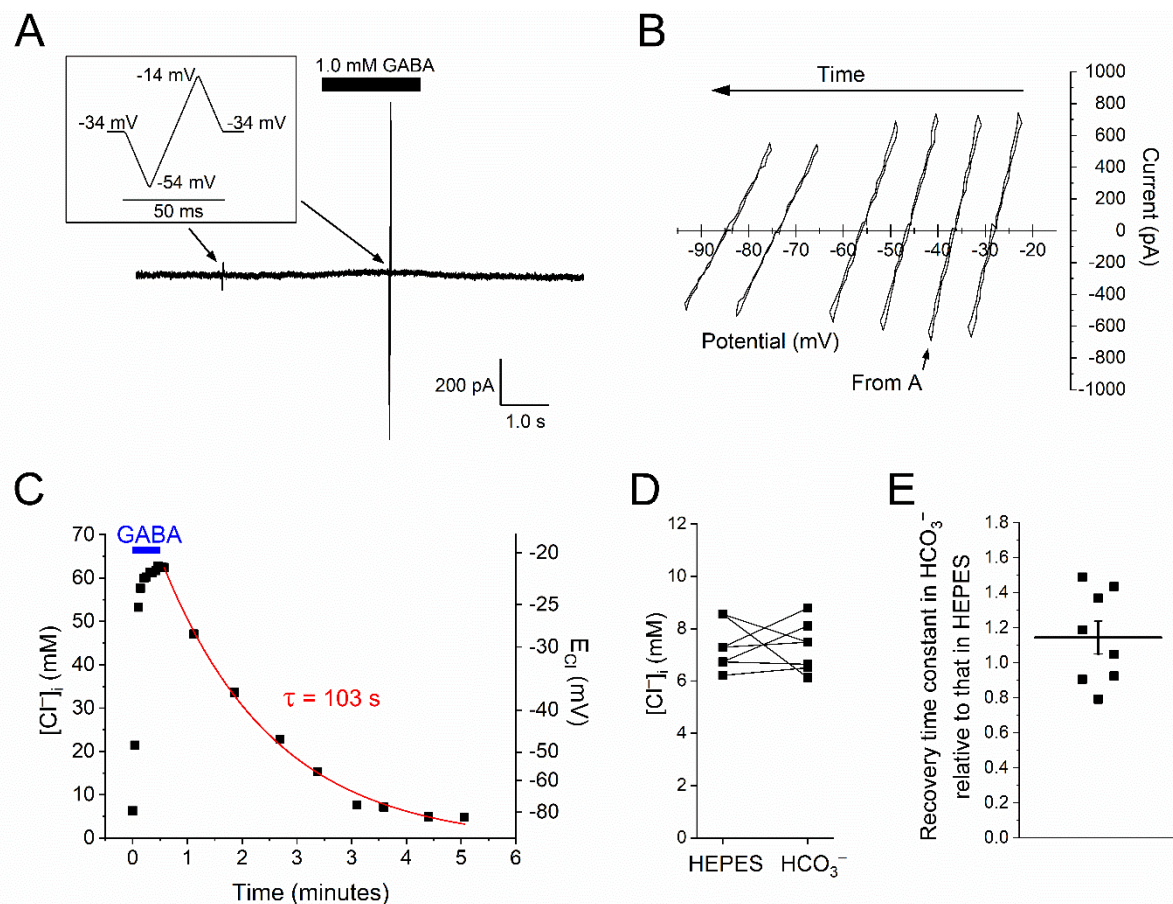 A
-14 mV
-34 mV
-34 mV
-54 mV
50 ms
1.0 mM GABA
200 pA
1.0 s
B
Time
1000
800
600
400
200
0
-200
-400
-600
-800
-1000
Current (pA)
-90 -80 -70 -60 -50 -40 -30 -20
Potential (mV)
From A
C
GABA
70
60
50
40
30
20
10
0
[Cl⁻]ᵢ (mM)
τ = 103 s
-20
-25
-30
-40
-50
-60
-80
E_Cl (mV)
0 1 2 3 4 5 6
Time (minutes)
D
12
10
8
6
4
2
0
[Cl⁻]ᵢ (mM)
HEPES HCO₃⁻
E
1.8
1.6
1.4
1.2
1.0
0.8
0.6
0.4
0.2
0.0
Recovery time constant in HCO₃⁻
relative to that in HEPES